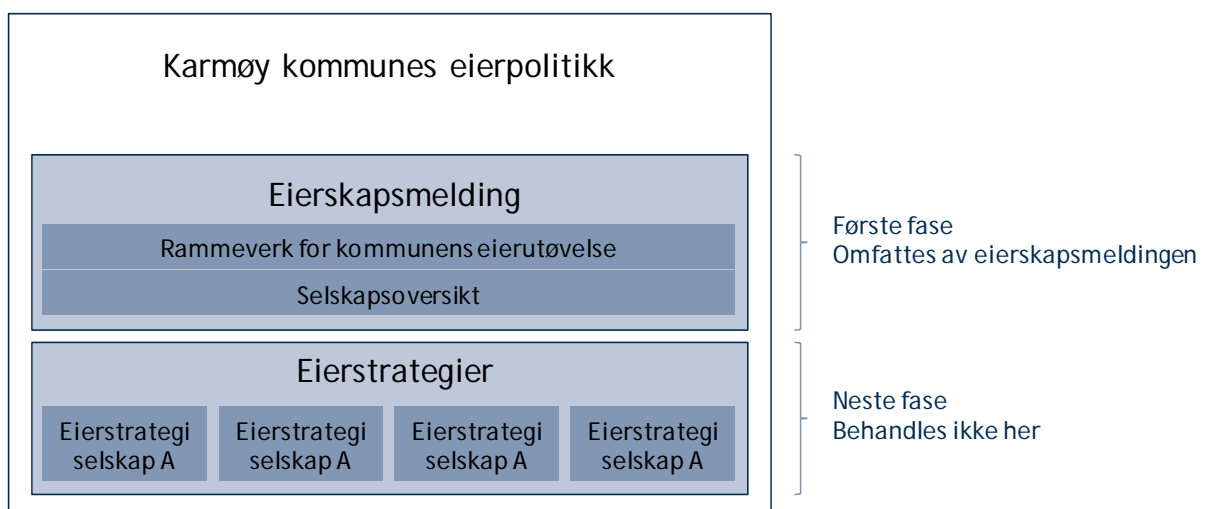 Karmøy kommunes eierpolitikk
Eierskapsmelding
Rammeverk for kommunens eierutøvelse
Selskapsoversikt
Første fase
Omfattes av eierskapsmeldingen
Eierstrategier
Eierstrategi
selskap A
Eierstrategi
selskap A
Eierstrategi
selskap A
Eierstrategi
selskap A
Neste fase
Behandles ikke her